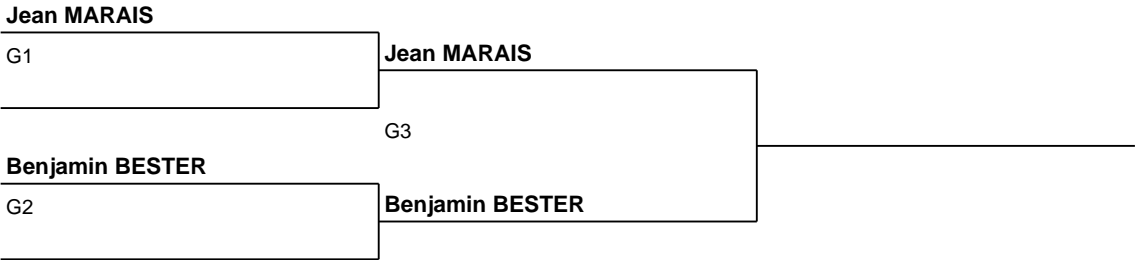 Jean MARAIS
G1
Jean MARAIS
G3
Benjamin BESTER
G2
Benjamin BESTER